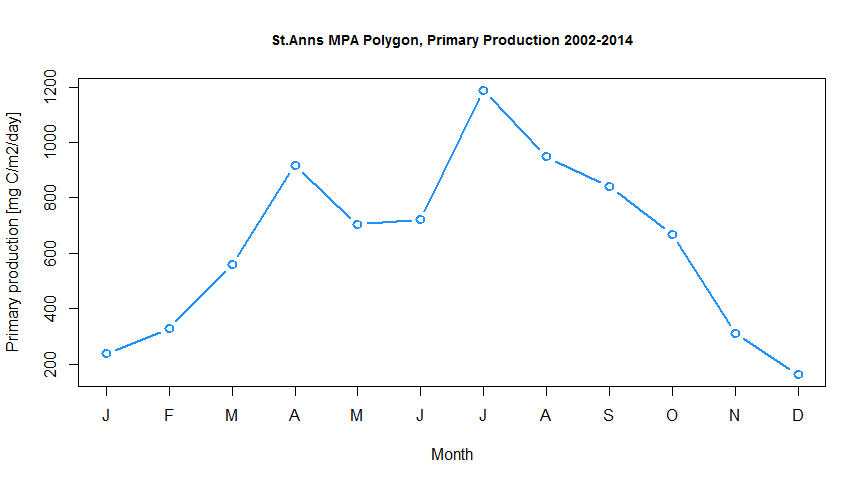 St.Anns MPA Polygon, Primary Production 2002-2014
Primary production [mg C/m2/day]
1200
1000
800
600
400
200
J F M A M J J A S O N D
Month